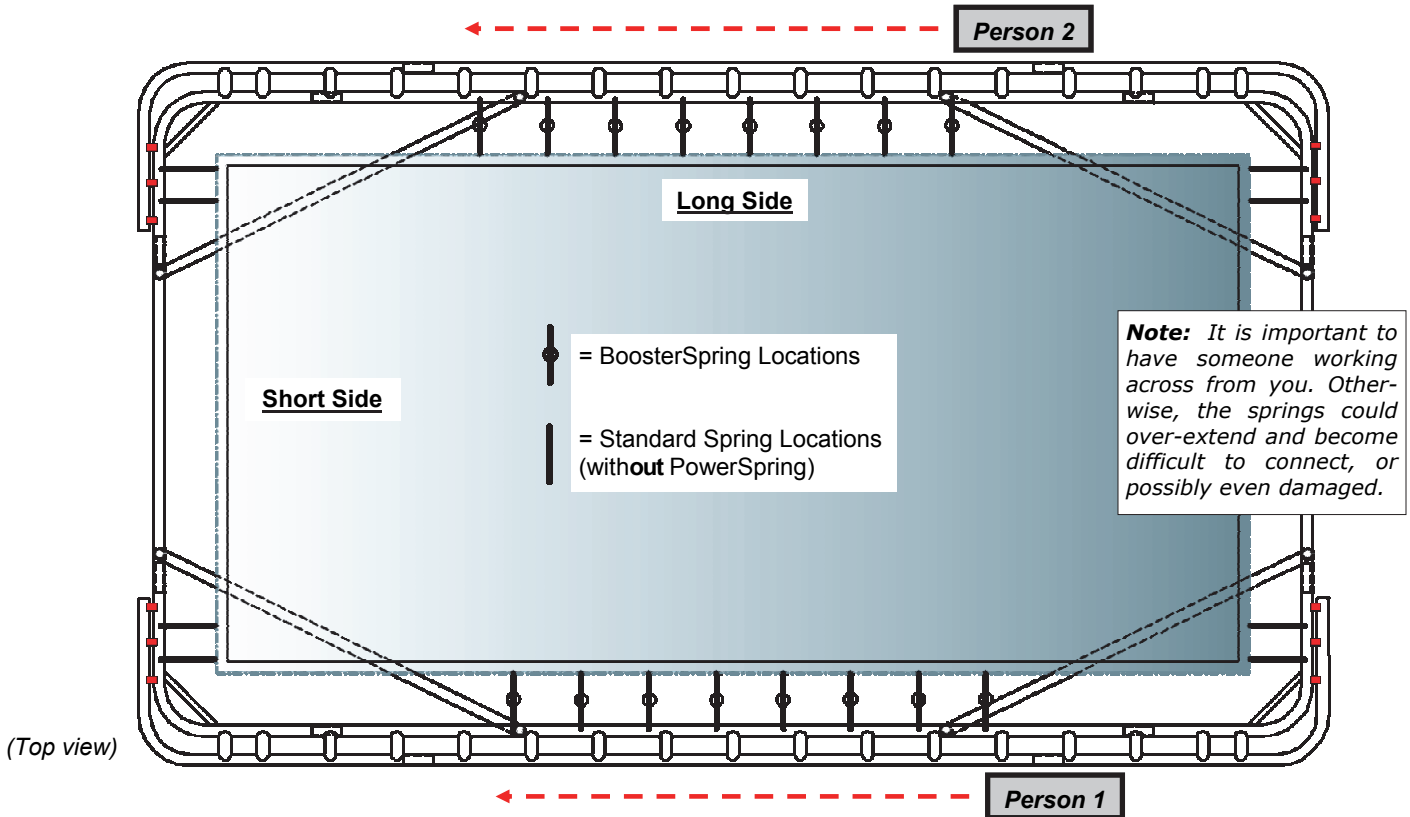 Person 2
Long Side
= BoosterSpring Locations
Short Side
= Standard Spring Locations
(without PowerSpring)
Note: It is important to
have someone working
across from you. Other-
wise, the springs could
over-extend and become
difficult to connect, or
possibly even damaged.
(Top view)
Person 1